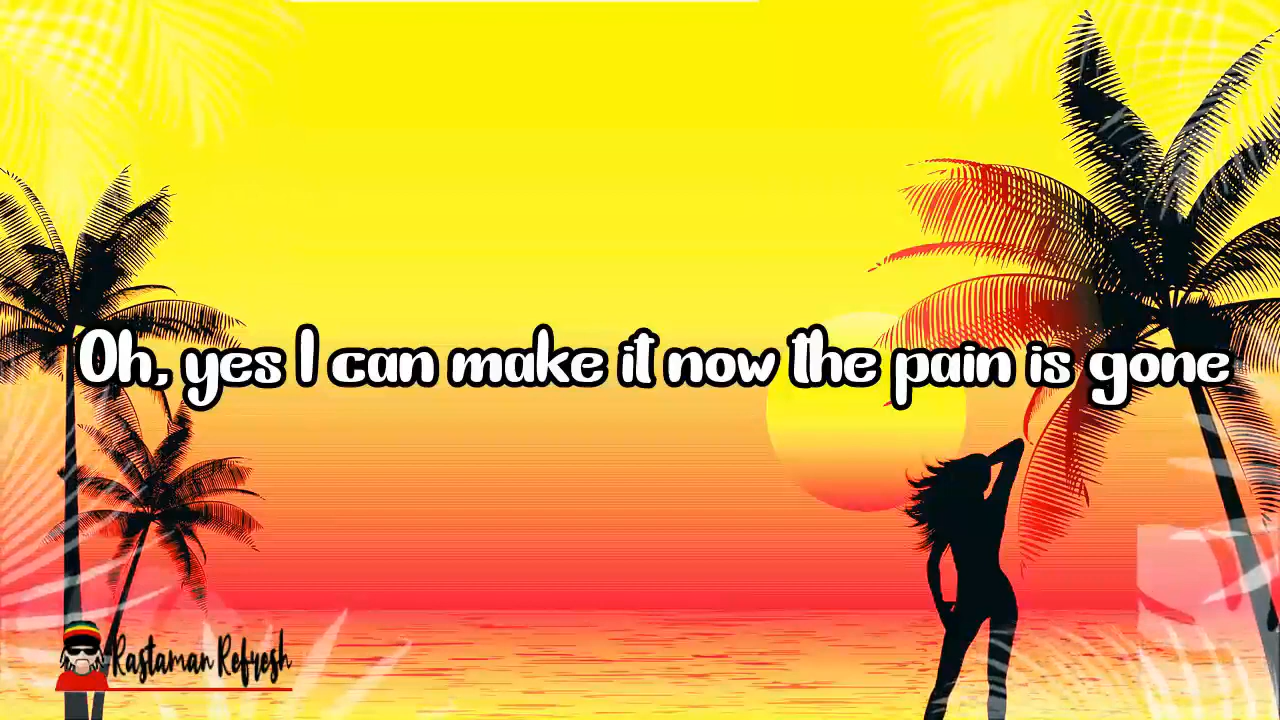 Oh, yes I can make it now the pain is gone
Rastaman Refresh